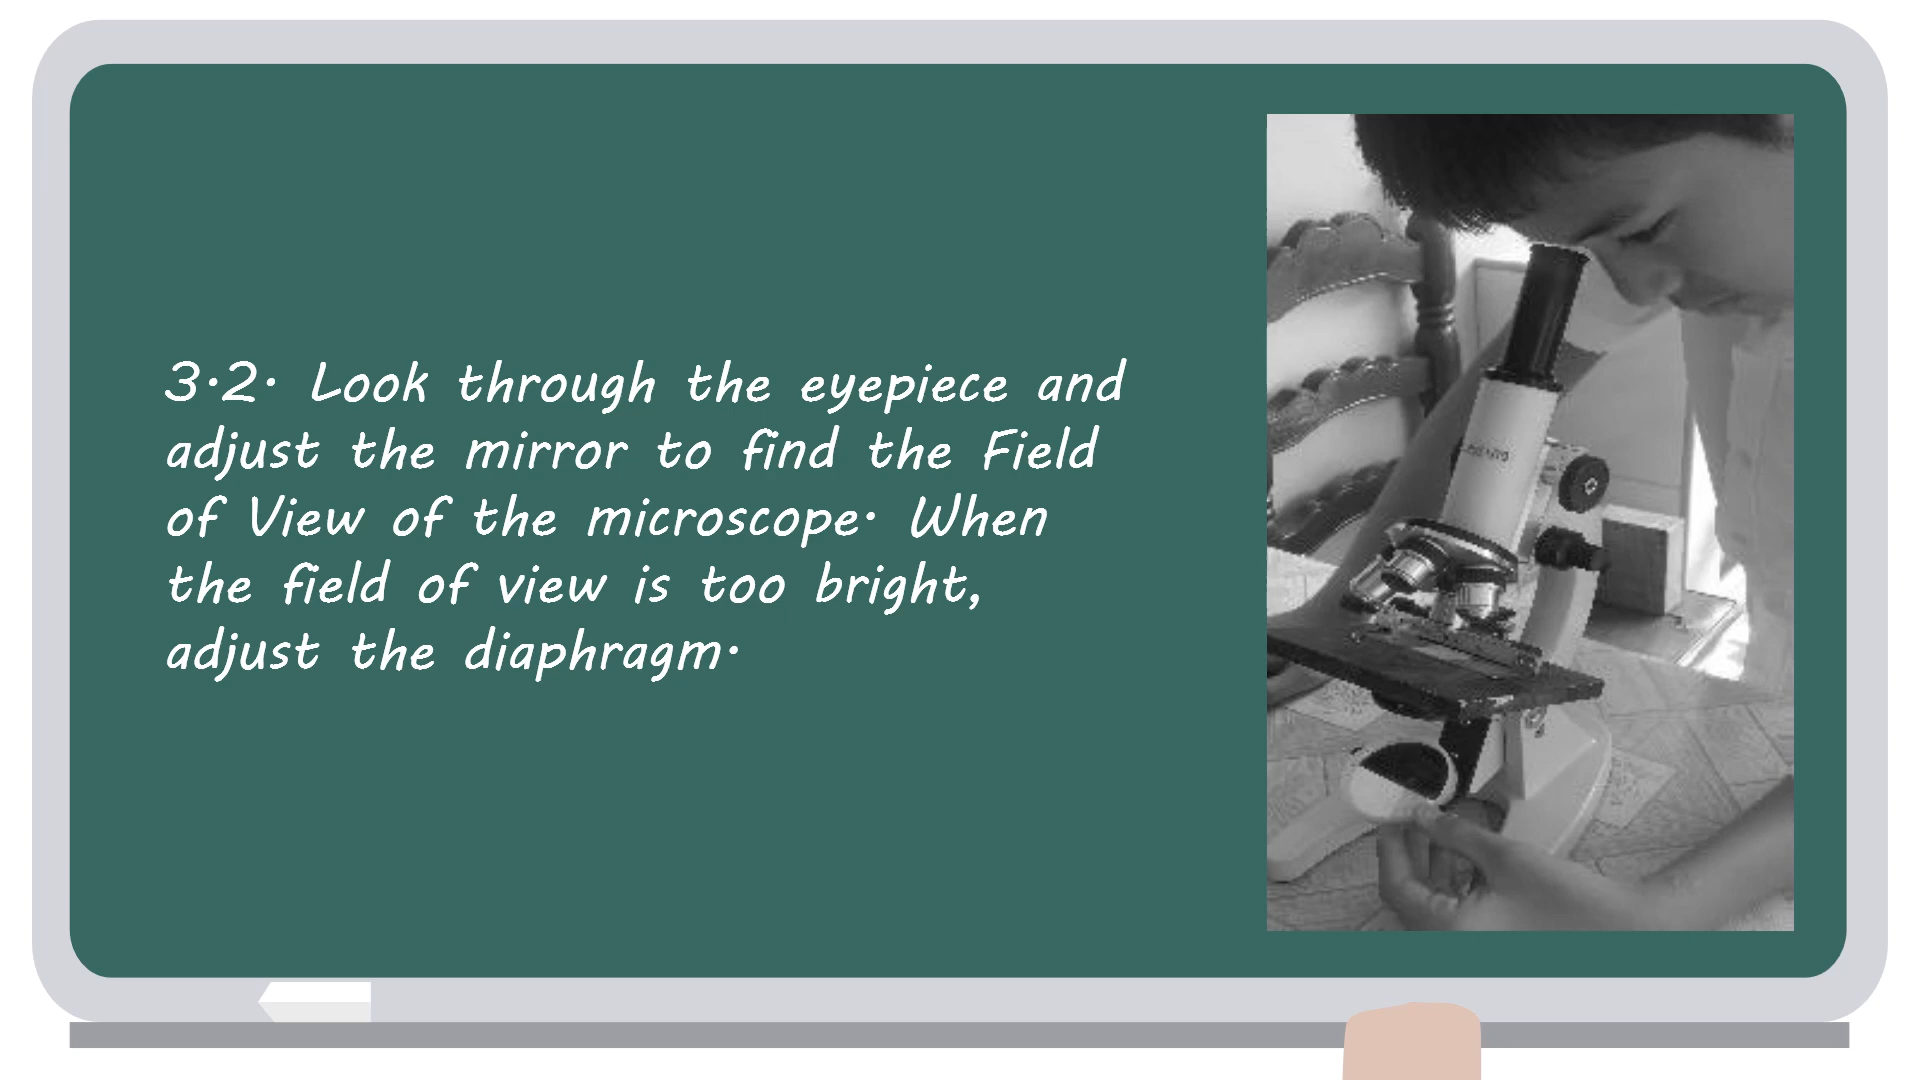 3.2. Look through the eyepiece and
adjust the mirror to find the Field
of View of the microscope. When
the field of view is too bright,
adjust the diaphragm.